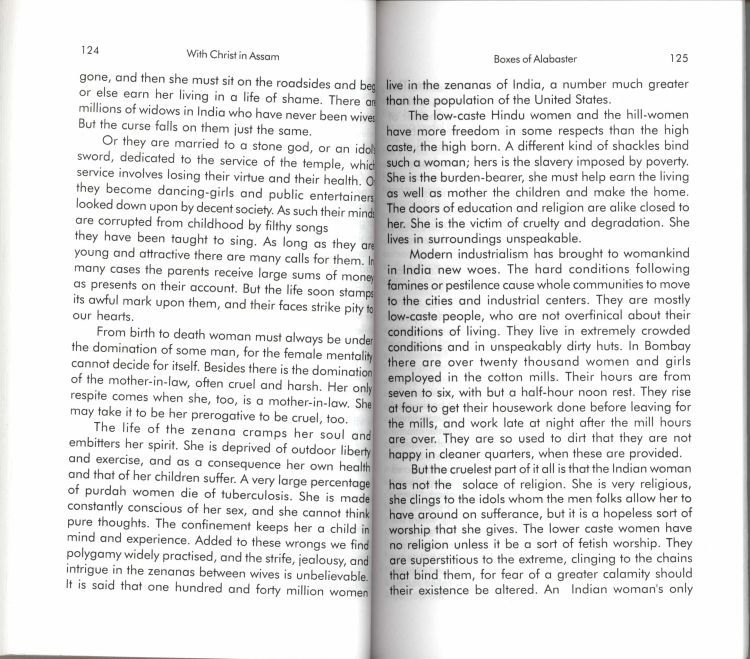 124
With Christ in Assam
gone, and then she must sit on the roadsides and beg
or else earn her living in a life of shame. There are
millions of widows in India who have never been wives
But the curse falls on them just the same.
Or they are married to a stone god, or an idol
sword, dedicated to the service of the temple, which
service involves losing their virtue and their health. O
they become dancing-girls and public entertainers
looked down upon by decent society. As such their minds
are corrupted from childhood by filthy songs
they have been taught to sing. As long as they are
young and attractive there are many calls for them. In
many cases the parents receive large sums of money
as presents on their account. But the life soon stamps
its awful mark upon them, and their faces strike pity to
our hearts.
From birth to death woman must always be under
the domination of some man, for the female mentality
cannot decide for itself. Besides there is the domination
of the mother-in-law, often cruel and harsh. Her only
respite comes when she, too, is a mother-in-law. She
may take it to be her prerogative to be cruel, too.
The life of the zenana cramps her soul and
embitters her spirit. She is deprived of outdoor liberty
and exercise, and as a consequence her own health
and that of her children suffer. A very large percentage
of purdah women die of tuberculosis. She is made
constantly conscious of her sex, and she cannot think
pure thoughts. The confinement keeps her a child in
mind and experience. Added to these wrongs we find
polygamy widely practised, and the strife, jealousy, and
intrigue in the zenanas between wives is unbelievable.
It is said that one hundred and forty million women
Boxes of Alabaster
125
live in the zenanas of India, a number much greater
than the population of the United States.
The low-caste Hindu women and the hill-women
have more freedom in some respects than the high
caste, the high born. A different kind of shackles bind
such a woman; hers is the slavery imposed by poverty.
She is the burden-bearer, she must help earn the living
as well as mother the children and make the home.
The doors of education and religion are alike closed to
her. She is the victim of cruelty and degradation. She
lives in surroundings unspeakable.
Modern industrialism has brought to womankind
in India new woes. The hard conditions following
famines or pestilence cause whole communities to move
to the cities and industrial centers. They are mostly
low-caste people, who are not overfinical about their
conditions of living. They live in extremely crowded
conditions and in unspeakably dirty huts. In Bombay
there are over twenty thousand women and girls
employed in the cotton mills. Their hours are from
seven to six, with but a half-hour noon rest. They rise
at four to get their housework done before leaving for
the mills, and work late at night after the mill hours
are over. They are so used to dirt that they are not
happy in cleaner quarters, when these are provided.
But the cruelest part of it all is that the Indian woman
has not the solace of religion. She is very religious,
she clings to the idols whom the men folks allow her to
have around on sufferance, but it is a hopeless sort of
worship that she gives. The lower caste women have
no religion unless it be a sort of fetish worship. They
are superstitious to the extreme, clinging to the chains
that bind them, for fear of a greater calamity should
their existence be altered. An Indian woman's only